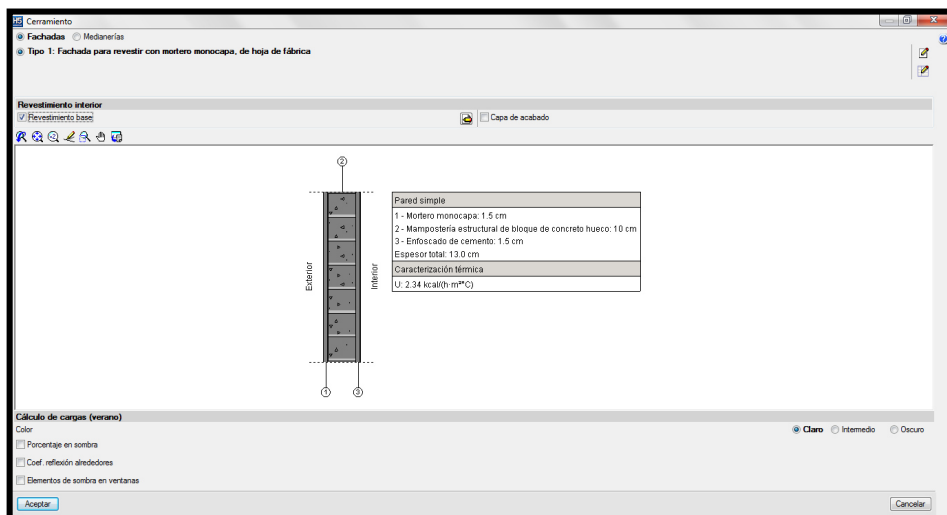 Cerramiento
Fachadas Medianerías
Tipo 1: Fachada para revestir con mortero monocapa, de hoja de fábrica
Revestimiento interior
Revestimiento base Capa de acabado
2
Pared simple
1 - Mortero monocapa: 1.5 cm
2 - Mampostería estructural de bloque de concreto hueco: 10 cm
3 - Enfoscado de cemento: 1.5 cm
Espesor total: 13.0 cm
Caracterización térmica
U: 2.34 kcal/(h·m²°C)
Exterior
Interior
1 3
Cálculo de cargas (verano)
Color Claro Intermedio Oscuro
Porcentaje en sombra
Coef. reflexión alrededores
Elementos de sombra en ventanas
Aceptar Cancelar